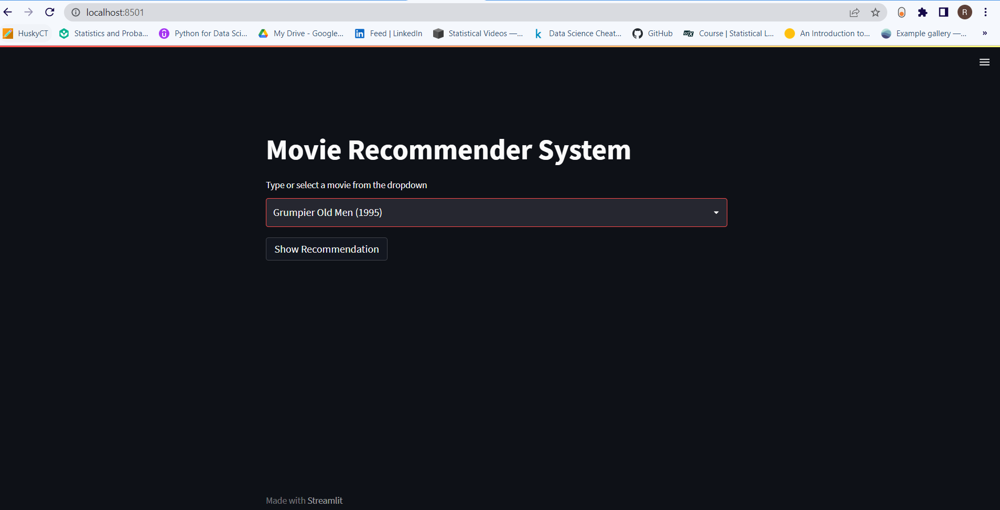 localhost:8501
R
HuskyCT Statistics and Proba... Python for Data Sci... My Drive - Google... Feed | LinkedIn Statistical Videos —... Data Science Cheat... GitHub edX Course | Statistical L... An Introduction to... Example gallery —... »
Movie Recommender System
Type or select a movie from the dropdown
Grumpier Old Men (1995)
Show Recommendation
Made with Streamlit